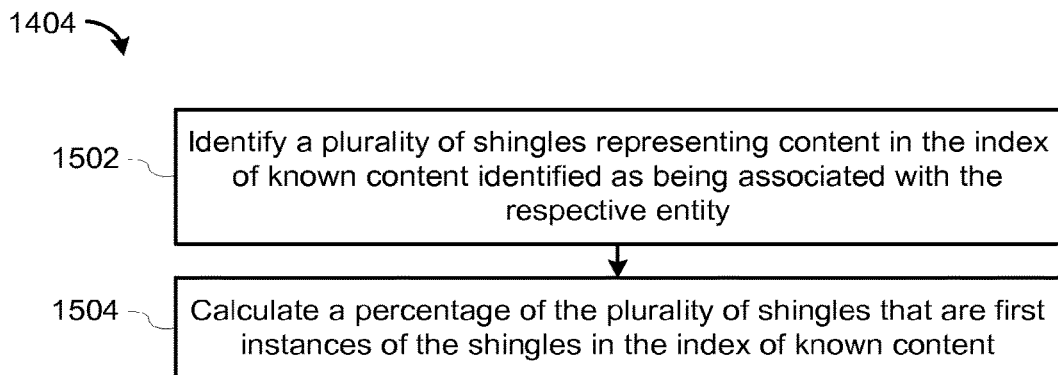 1404
1502
Identify a plurality of shingles representing content in the index
of known content identified as being associated with the
respective entity
1504
Calculate a percentage of the plurality of shingles that are first
instances of the shingles in the index of known content